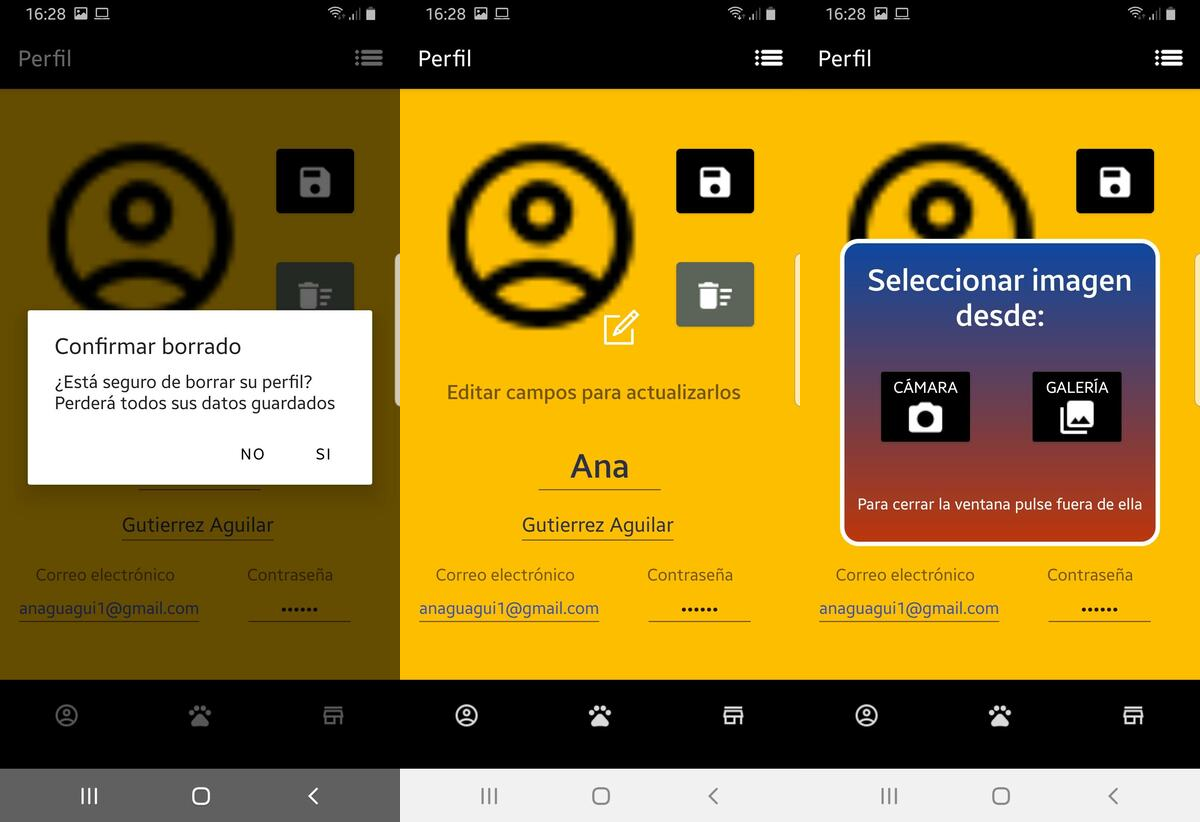 16:28
Perfil
Confirmar borrado
¿Está seguro de borrar su perfil?
Perderá todos sus datos guardados
NO SI
Gutierrez Aguilar
Correo electrónico Contraseña
anaguagui1@gmail.com ••••••
16:28
Perfil
Editar campos para actualizarlos
Ana
Gutierrez Aguilar
Correo electrónico Contraseña
anaguagui1@gmail.com ••••••
16:28
Perfil
Seleccionar imagen
desde:
CÁMARA GALERÍA
Para cerrar la ventana pulse fuera de ella
Correo electrónico Contraseña
anaguagui1@gmail.com ••••••